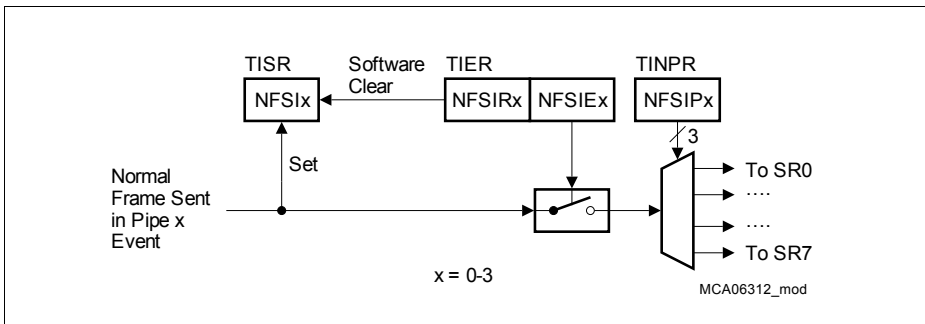 TISR
Software
Clear
TIER
TINPR
NFSIx
NFSIRx
NFSIEx
NFSIPx
3
Set
Normal
Frame Sent
in Pipe x
Event
To SR0
....
....
To SR7
x = 0-3
MCA06312_mod